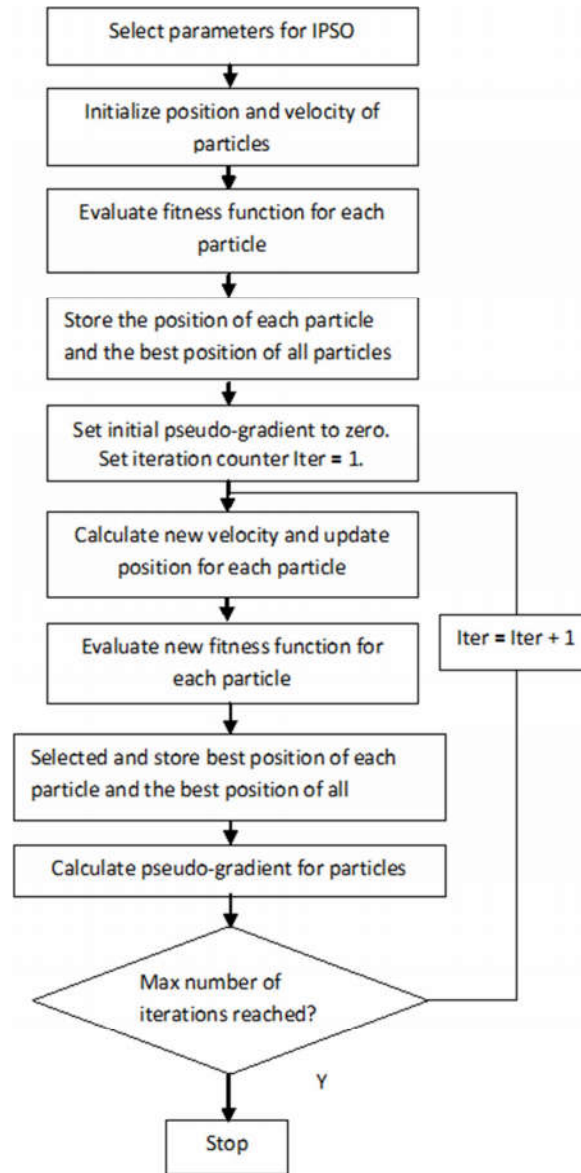 Select parameters for IPSO
Initialize position and velocity of
particles
Evaluate fitness function for each
particle
Store the position of each particle
and the best position of all particles
Set initial pseudo-gradient to zero.
Set iteration counter Iter = 1.
Calculate new velocity and update
position for each particle
Iter = Iter + 1
Evaluate new fitness function for
each particle
Selected and store best position of each
particle and the best position of all
Calculate pseudo-gradient for particles
Max number of
iterations reached?
Y
Stop